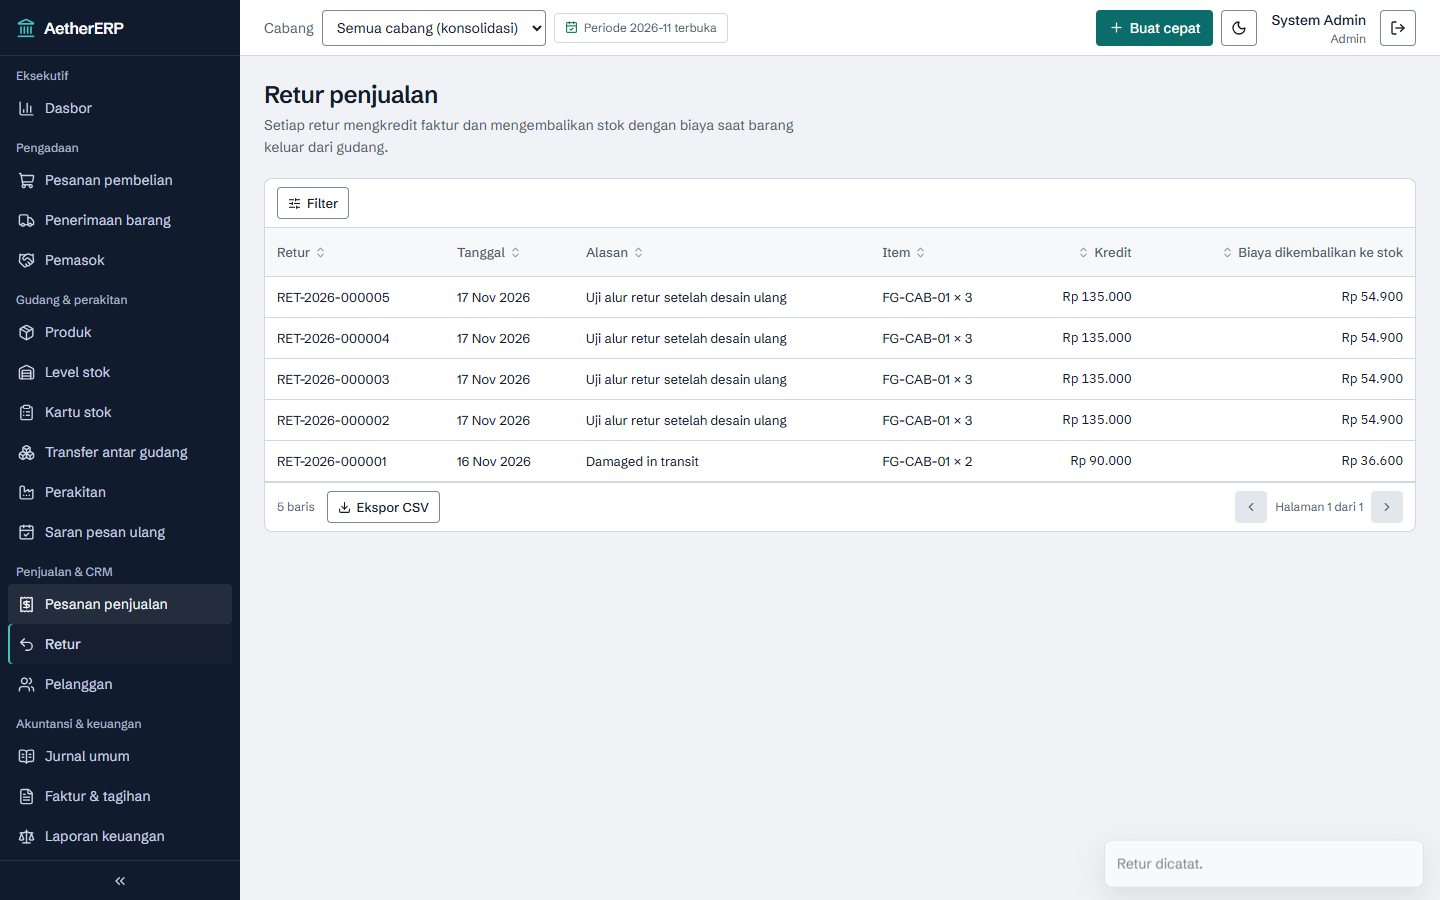 AetherERP
Cabang
Semua cabang (konsolidasi)
Periode 2026-11 terbuka
Buat cepat
System Admin
Admin
Eksekutif
Dasbor
Pengadaan
Pesanan pembelian
Penerimaan barang
Pemasok
Gudang & perakitan
Produk
Level stok
Kartu stok
Transfer antar gudang
Perakitan
Saran pesan ulang
Penjualan & CRM
Pesanan penjualan
Retur
Pelanggan
Akuntansi & keuangan
Jurnal umum
Faktur & tagihan
Laporan keuangan
Retur penjualan
Setiap retur mengkredit faktur dan mengembalikan stok dengan biaya saat barang
keluar dari gudang.
Filter
Retur Tanggal Alasan Item Kredit Biaya dikembalikan ke stok
RET-2026-000005 17 Nov 2026 Uji alur retur setelah desain ulang FG-CAB-01 × 3 Rp 135.000 Rp 54.900
RET-2026-000004 17 Nov 2026 Uji alur retur setelah desain ulang FG-CAB-01 × 3 Rp 135.000 Rp 54.900
RET-2026-000003 17 Nov 2026 Uji alur retur setelah desain ulang FG-CAB-01 × 3 Rp 135.000 Rp 54.900
RET-2026-000002 17 Nov 2026 Uji alur retur setelah desain ulang FG-CAB-01 × 3 Rp 135.000 Rp 54.900
RET-2026-000001 16 Nov 2026 Damaged in transit FG-CAB-01 × 2 Rp 90.000 Rp 36.600
5 baris Ekspor CSV Halaman 1 dari 1
Retur dicatat.